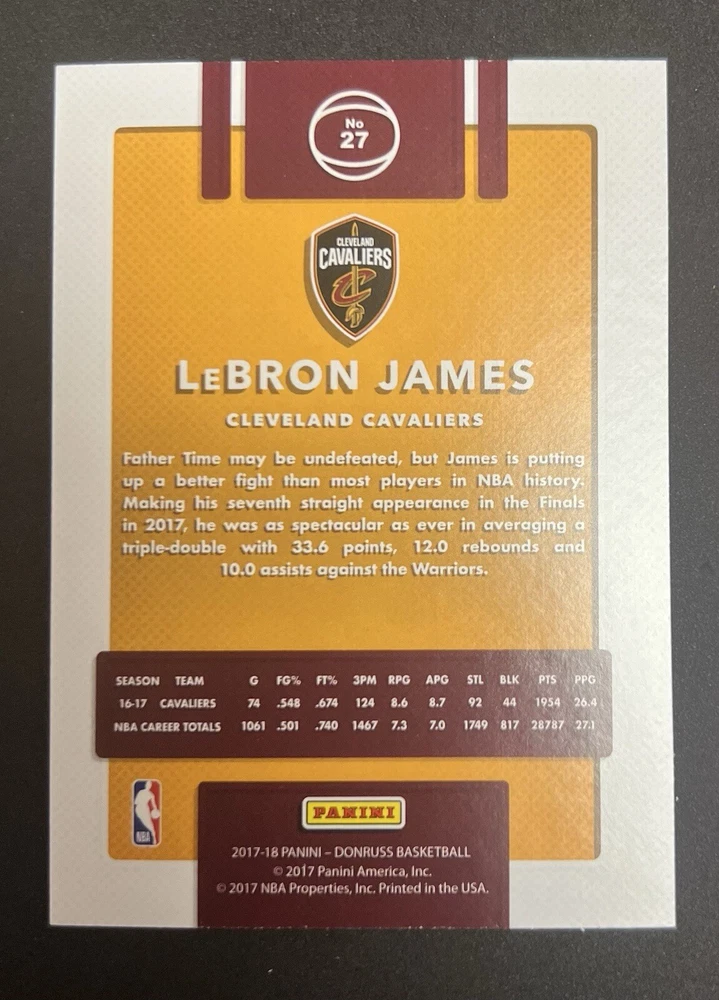 No
27
CLEVELAND
CAVALIERS
C
LeBRON JAMES
CLEVELAND CAVALIERS
Father Time may be undefeated, but James is putting
up a better fight than most players in NBA history.
Making his seventh straight appearance in the Finals
in 2017, he was as spectacular as ever in averaging a
triple-double with 33.6 points, 12.0 rebounds and
10.0 assists against the Warriors.
SEASON TEAM G FG% FT% 3PM RPG APG STL BLK PTS PPG
16-17 CAVALIERS 74 .548 .674 124 8.6 8.7 92 44 1954 26.4
NBA CAREER TOTALS 1061 .501 .740 1467 7.3 7.0 1749 817 28787 27.1
NBA
PANINI
2017-18 PANINI – DONRUSS BASKETBALL
© 2017 Panini America, Inc.
© 2017 NBA Properties, Inc. Printed in the USA.